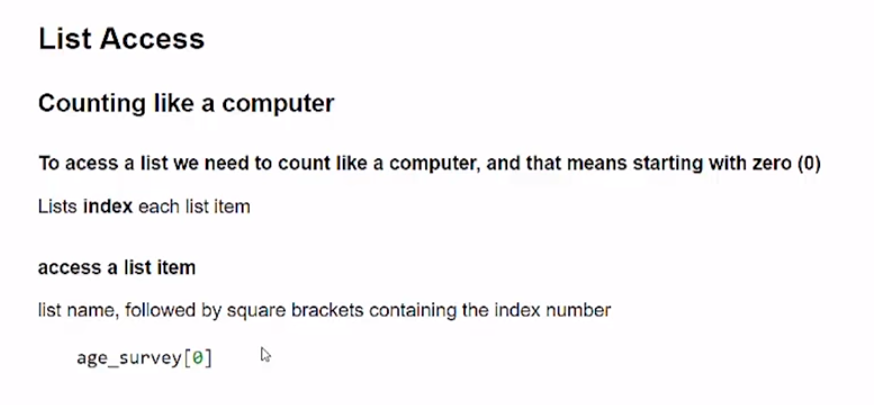 List Access
Counting like a computer
To acess a list we need to count like a computer, and that means starting with zero (0)
Lists index each list item
access a list item
list name, followed by square brackets containing the index number
age_survey[0]